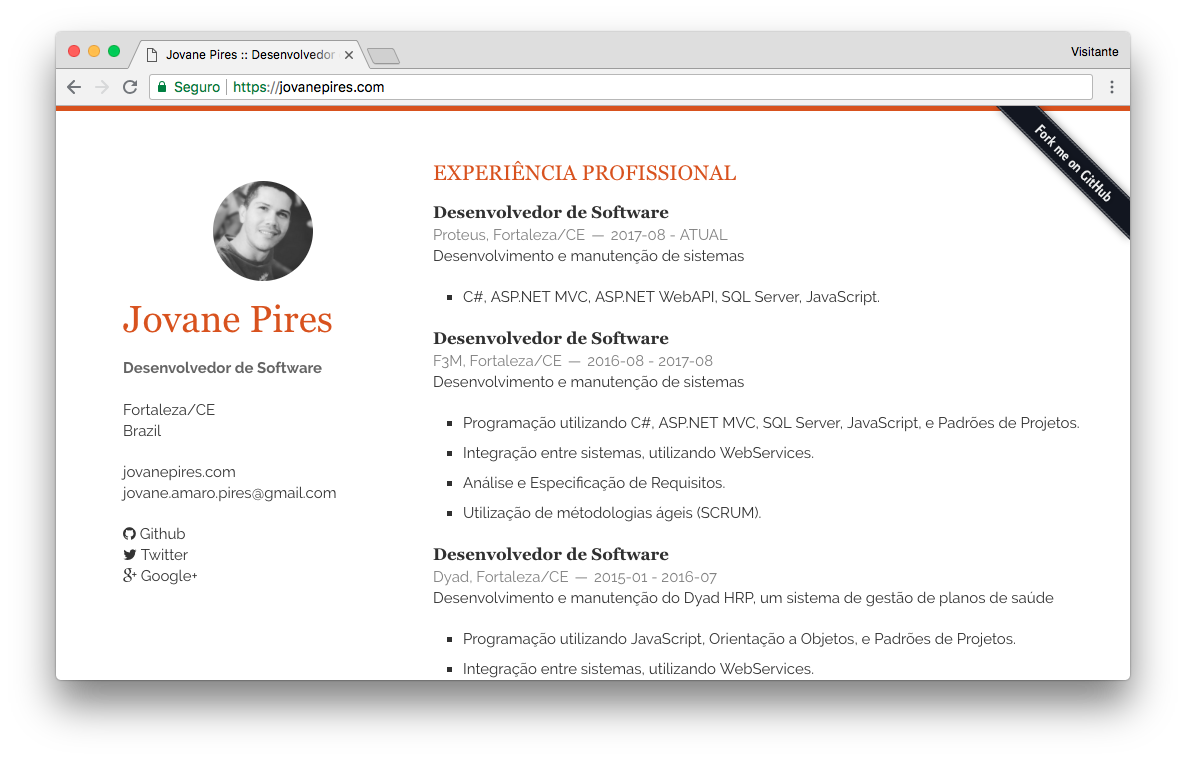 Jovane Pires :: Desenvolvedor
Visitante
Seguro https://jovanepires.com
Fork me on GitHub
Jovane Pires
Desenvolvedor de Software
Fortaleza/CE
Brazil
jovanepires.com
jovane.amaro.pires@gmail.com
Github
Twitter
Google+
EXPERIÊNCIA PROFISSIONAL
Desenvolvedor de Software
Proteus, Fortaleza/CE — 2017-08 - ATUAL
Desenvolvimento e manutenção de sistemas
C#, ASP.NET MVC, ASP.NET WebAPI, SQL Server, JavaScript.
Desenvolvedor de Software
F3M, Fortaleza/CE — 2016-08 - 2017-08
Desenvolvimento e manutenção de sistemas
Programação utilizando C#, ASP.NET MVC, SQL Server, JavaScript, e Padrões de Projetos.
Integração entre sistemas, utilizando WebServices.
Análise e Especificação de Requisitos.
Utilização de métodologias ágeis (SCRUM).
Desenvolvedor de Software
Dyad, Fortaleza/CE — 2015-01 - 2016-07
Desenvolvimento e manutenção do Dyad HRP, um sistema de gestão de planos de saúde
Programação utilizando JavaScript, Orientação a Objetos, e Padrões de Projetos.
Integração entre sistemas, utilizando WebServices.